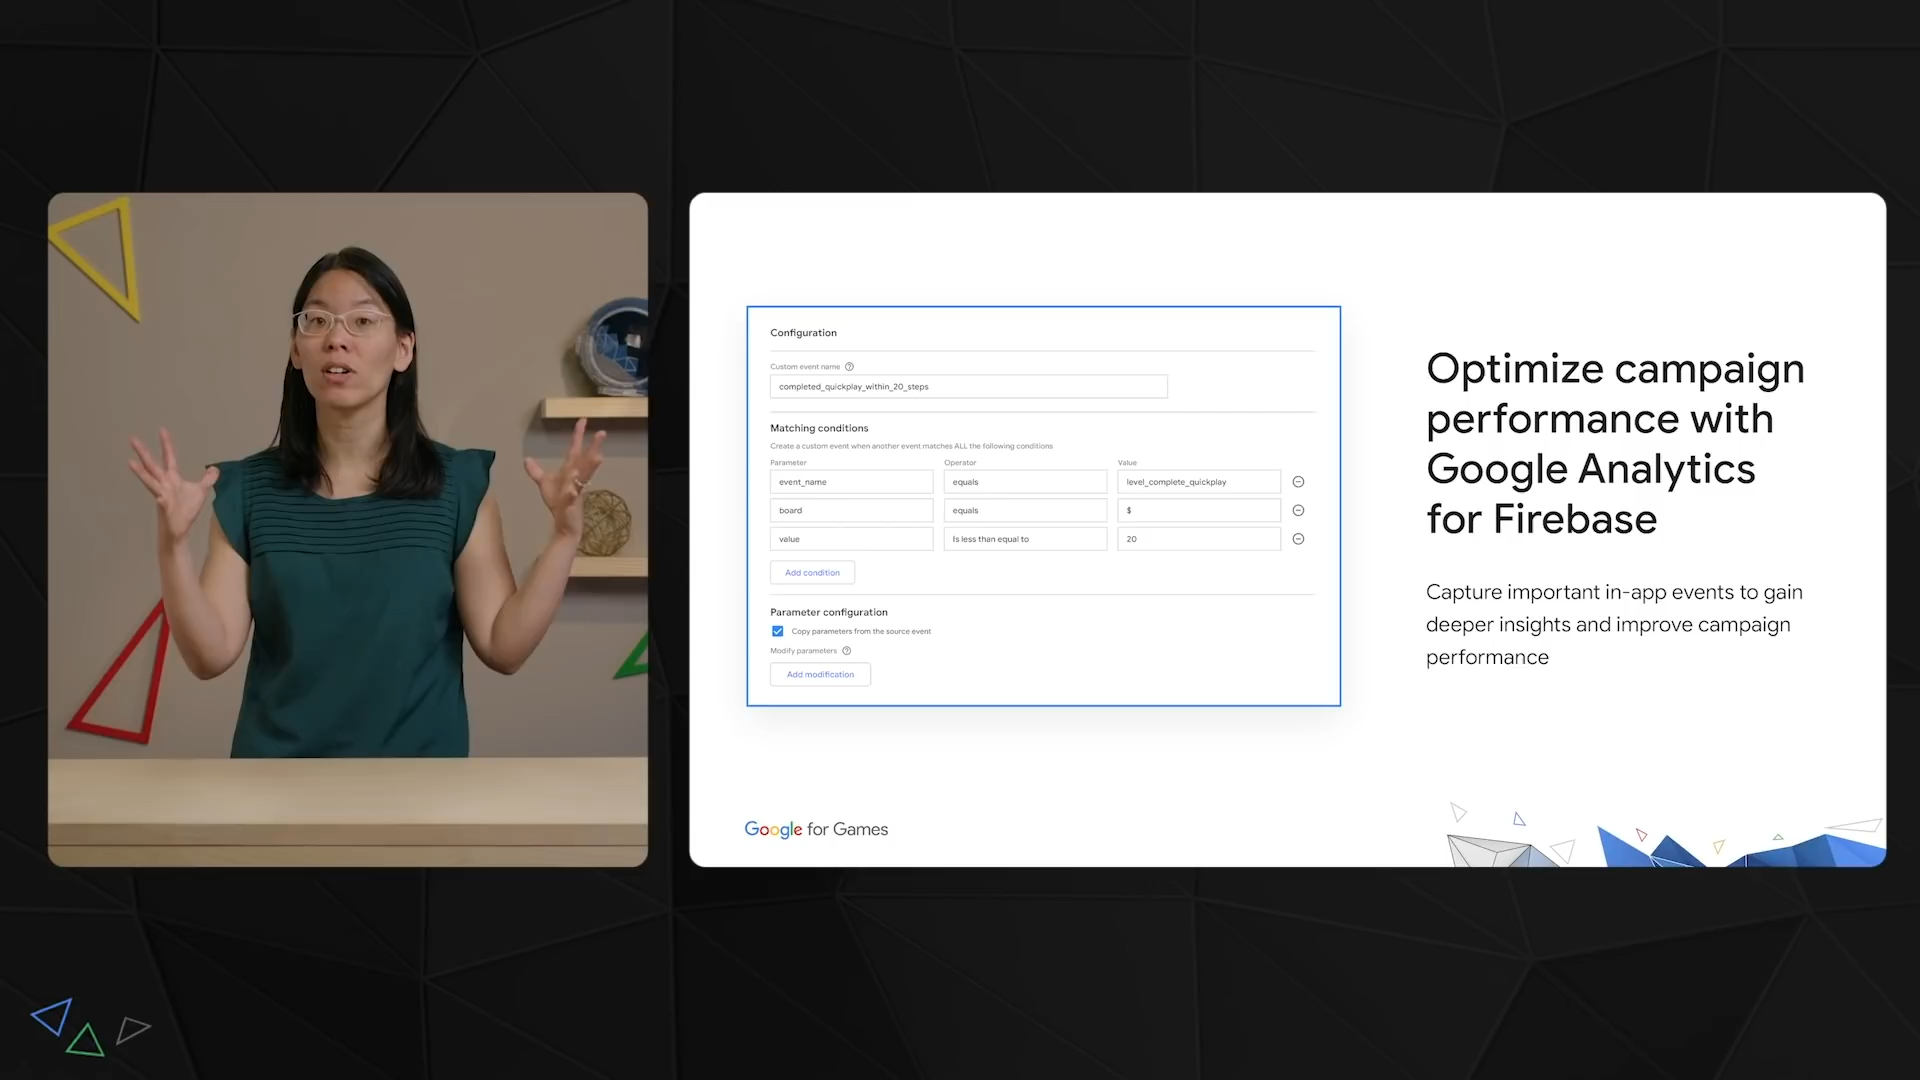 Configuration
Custom event name
completed_quickplay_within_20_steps
Matching conditions
Create a custom event when another event matches ALL the following conditions
Parameter Operator Value
event_name equals level_complete_quickplay
board equals $
value Is less than equal to 20
Add condition
Parameter configuration
Copy parameters from the source event
Modify parameters
Add modification
Optimize campaign
performance with
Google Analytics
for Firebase
Capture important in-app events to gain
deeper insights and improve campaign
performance
Google for Games